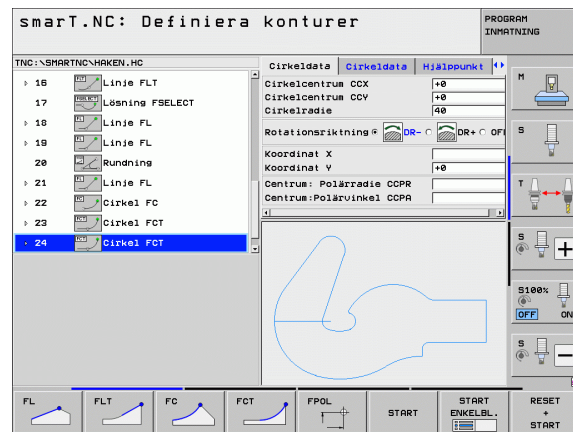 smarT.NC: Definiera konturer
PROGRAM
INMATNING
TNC:\SMARTNC\HAKEN.HC
16 FLT Linje FLT
17 FSELECT Lösning FSELECT
18 FL Linje FL
19 FL Linje FL
20 Rundning
21 FL Linje FL
22 FC Cirkel FC
23 FCT Cirkel FCT
24 FCT Cirkel FCT
Cirkeldata Cirkeldata Hjälppunkt
Cirkelcentrum CCX +0
Cirkelcentrum CCY +0
Cirkelradie 40
Rotationsriktning DR- DR+ OF
Koordinat X
Koordinat Y +0
Centrum: Polärradie CCPR
Centrum:Polärvinkel CCPA
M
S
T
S
S100%
OFF ON
S
FL
FLT
FC
FCT
FPOL
START
START
ENKELBL.
RESET
+
START